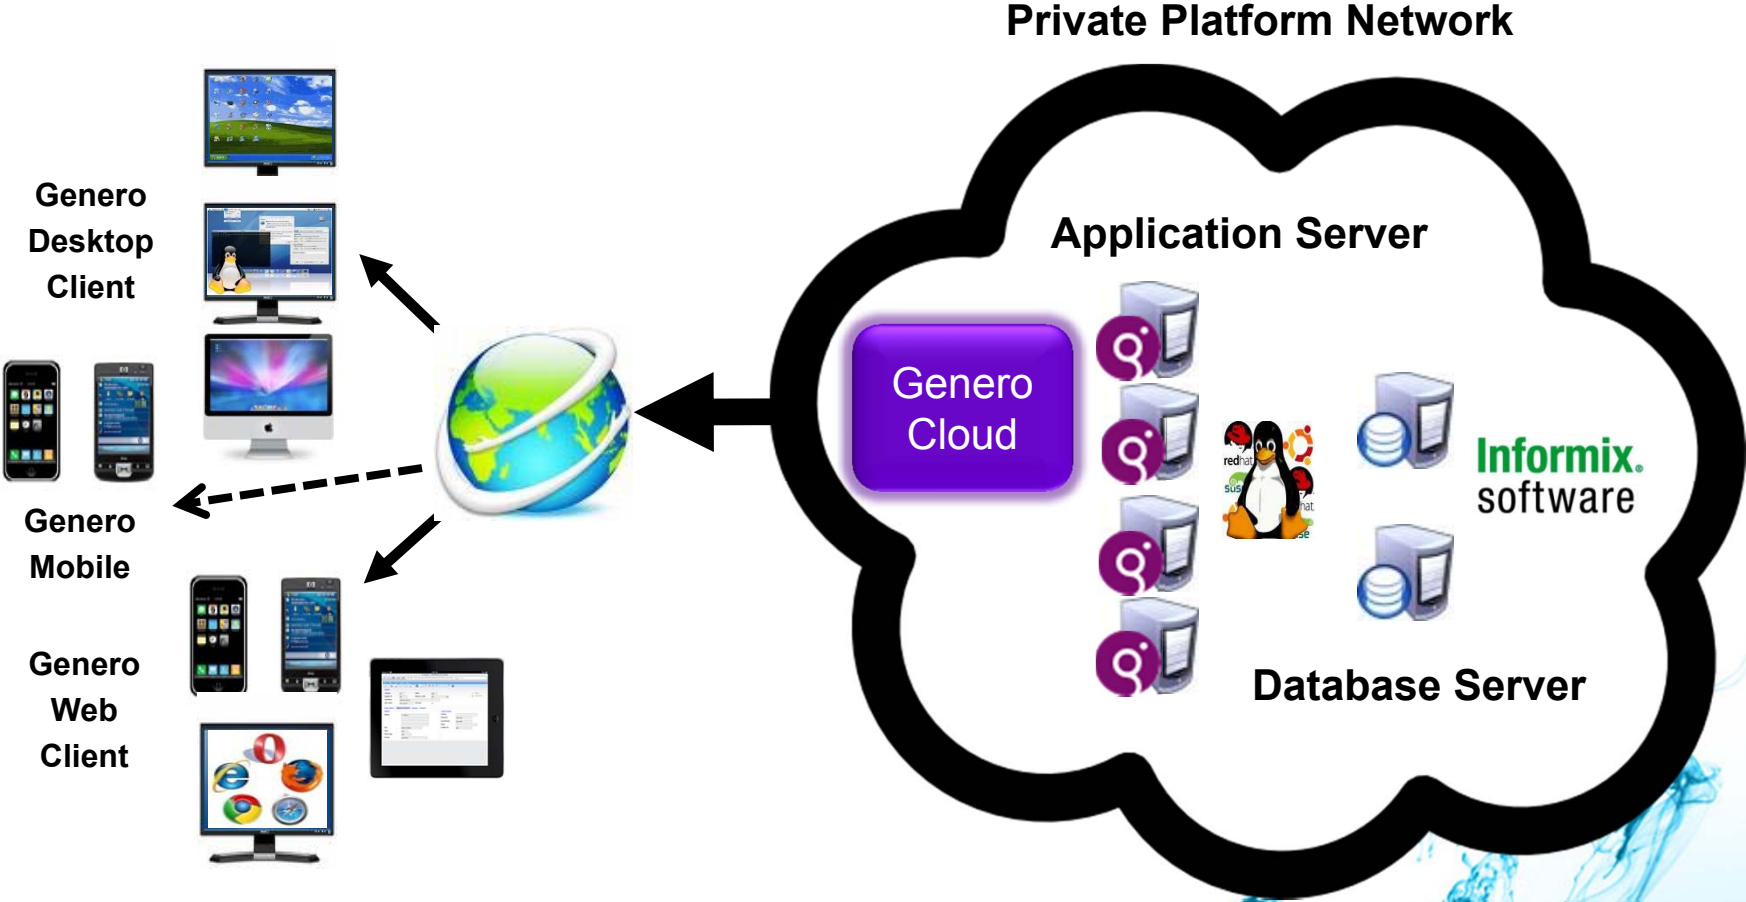 Private Platform Network
Genero
Desktop
Client
Application Server
Genero
Cloud
redhat
Informix.
software
Genero
Mobile
Genero
Web
Client
Database Server